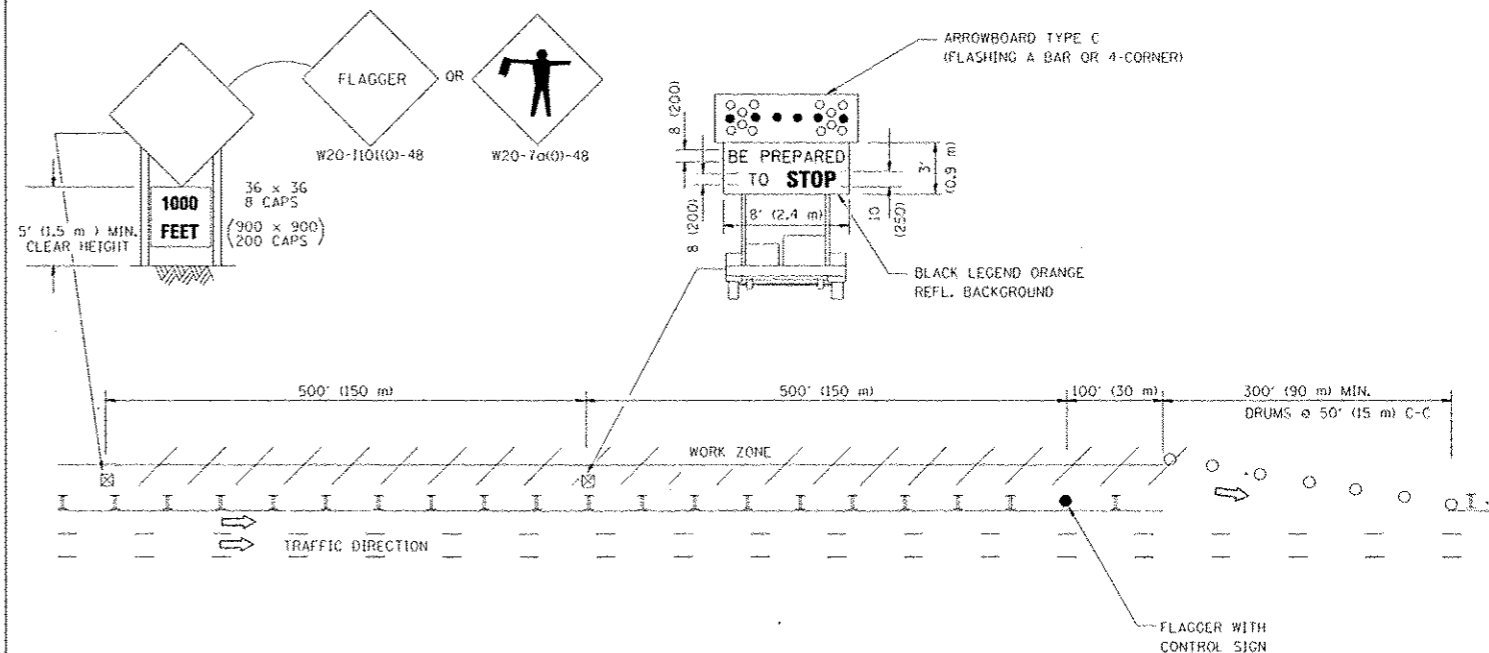 ARROWBOARD TYPE C
(FLASHING A BAR OR 4-CORNER)
FLAGGER
OR
W20-I101(O)-48
W20-7a(O)-48
8 (200)
BE PREPARED
TO STOP
3'
(0.9 m)
8 (200)
8' (2.4 m)
10
(250)
1000
FEET
36 x 36
8 CAPS
(900 x 900)
(200 CAPS)
5' (1.5 m ) MIN.
CLEAR HEIGHT
BLACK LEGEND ORANGE
REFL. BACKGROUND
500' (150 m)
500' (150 m)
100' (30 m)
300' (90 m) MIN.
DRUMS @ 50' (15 m) C-C
WORK ZONE
TRAFFIC DIRECTION
FLAGGER WITH
CONTROL SIGN